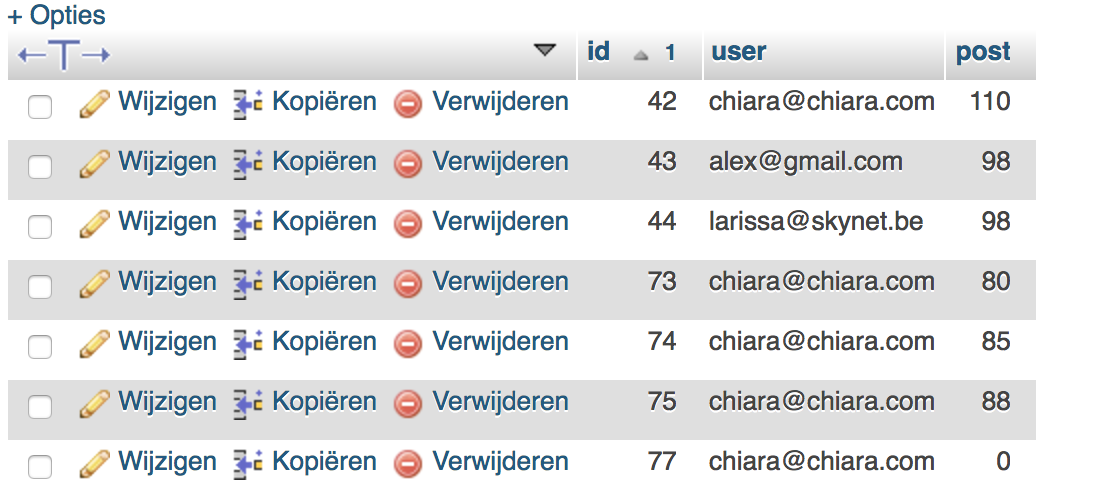 + Opties
←T→ id 1 user post
Wijzigen Kopiëren Verwijderen 42 chiara@chiara.com 110
Wijzigen Kopiëren Verwijderen 43 alex@gmail.com 98
Wijzigen Kopiëren Verwijderen 44 larissa@skynet.be 98
Wijzigen Kopiëren Verwijderen 73 chiara@chiara.com 80
Wijzigen Kopiëren Verwijderen 74 chiara@chiara.com 85
Wijzigen Kopiëren Verwijderen 75 chiara@chiara.com 88
Wijzigen Kopiëren Verwijderen 77 chiara@chiara.com 0